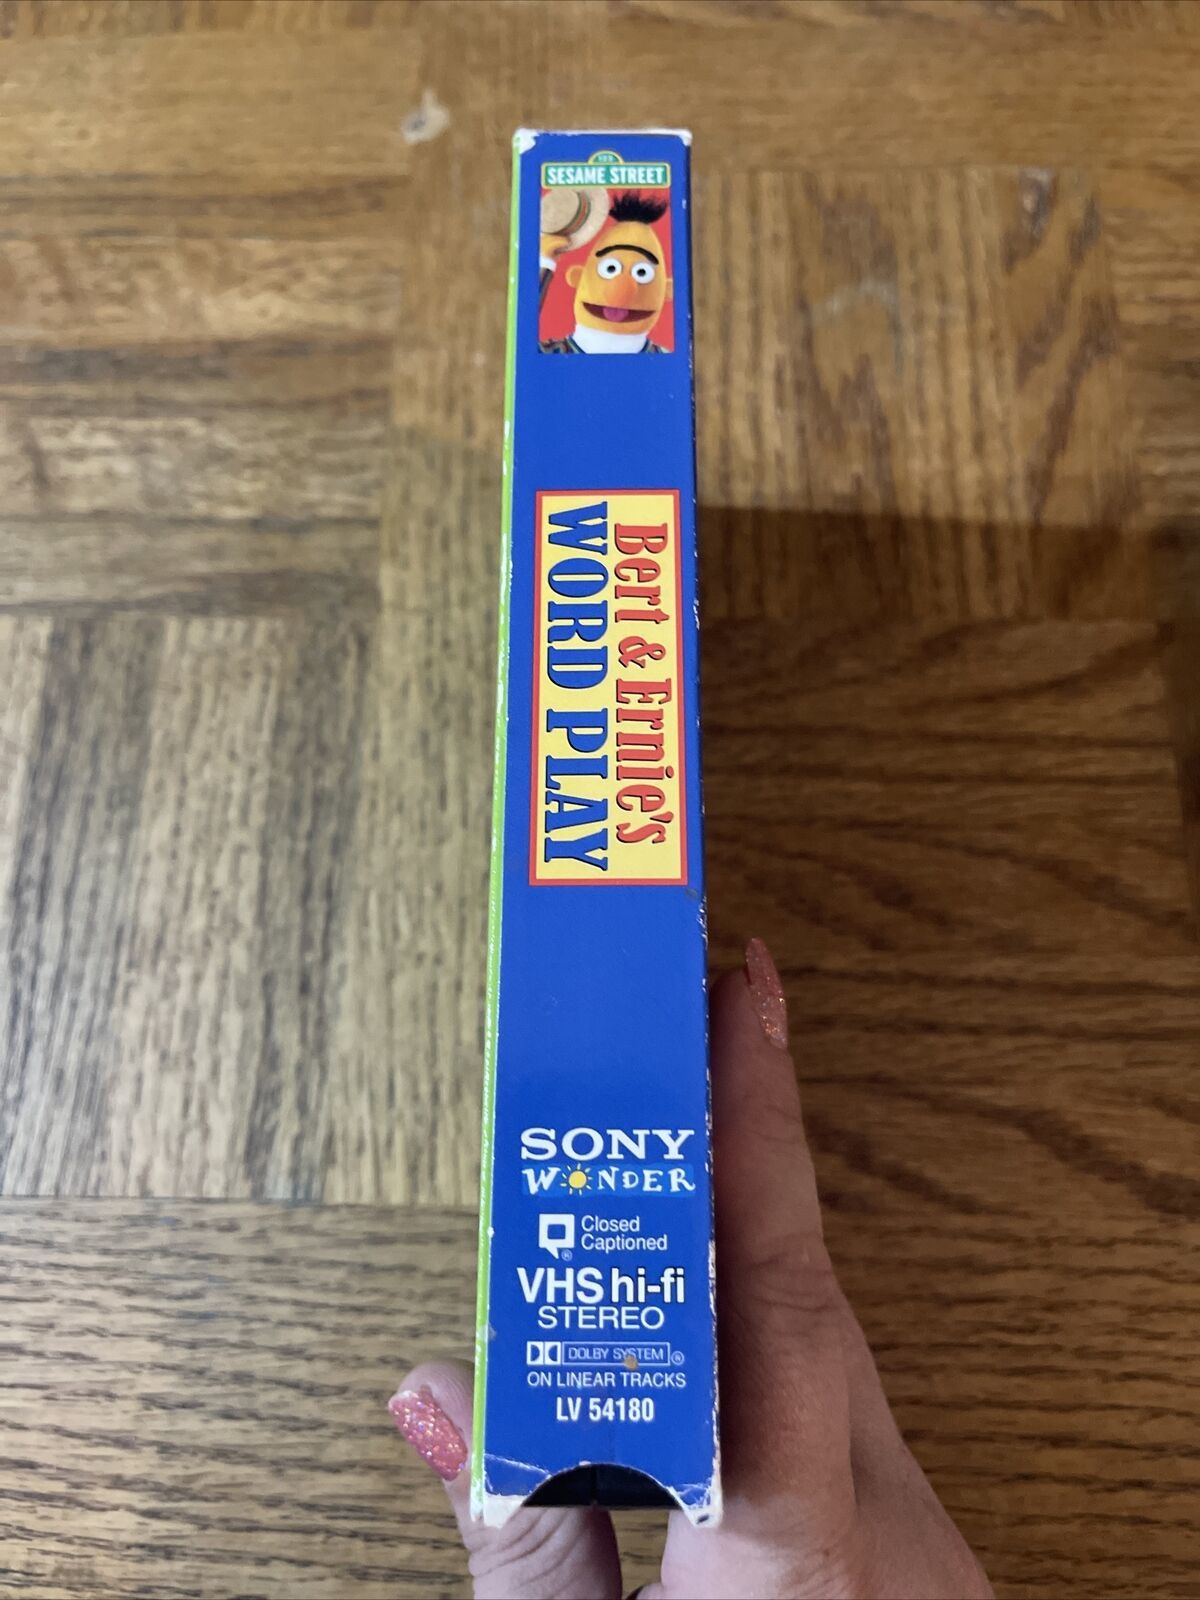 SESAME STREET
Bert & Ernie's
WORD PLAY
SONY
WONDER
Closed
Captioned
®
VHS hi-fi
STEREO
DOLBY SYSTEM ®
ON LINEAR TRACKS
LV 54180